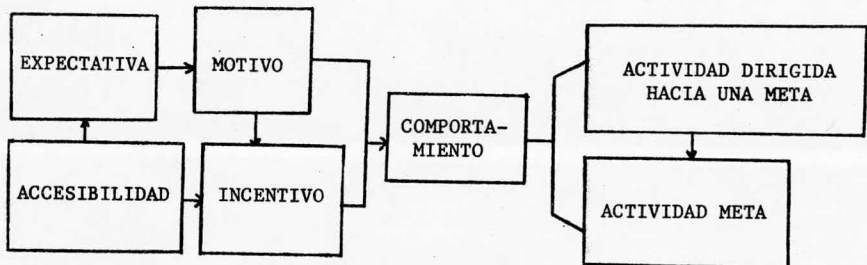 EXPECTATIVA
MOTIVO
ACTIVIDAD DIRIGIDA
HACIA UNA META
COMPORTA-
MIENTO
ACCESIBILIDAD
INCENTIVO
ACTIVIDAD META